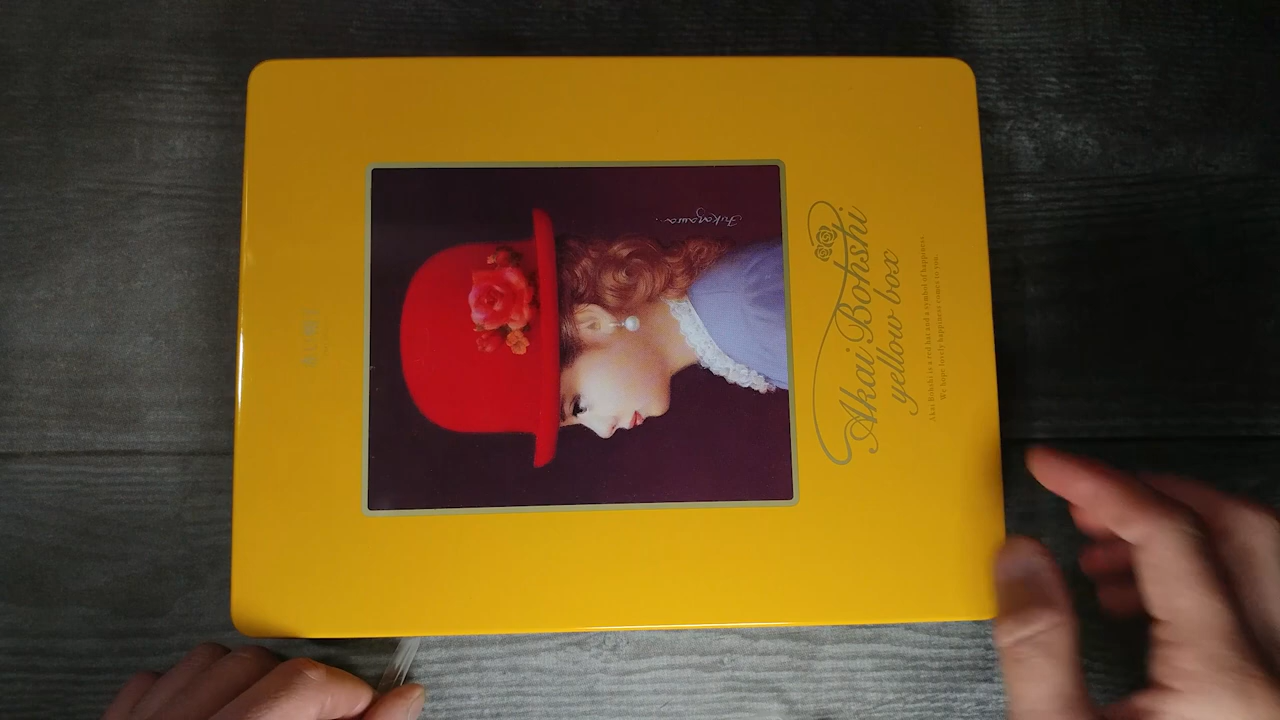 Fukagawa..
Akai Bohshi
yellow box
Akai Bohshi is a red hat and a symbol of happiness
We hope lovely happiness comes to you.